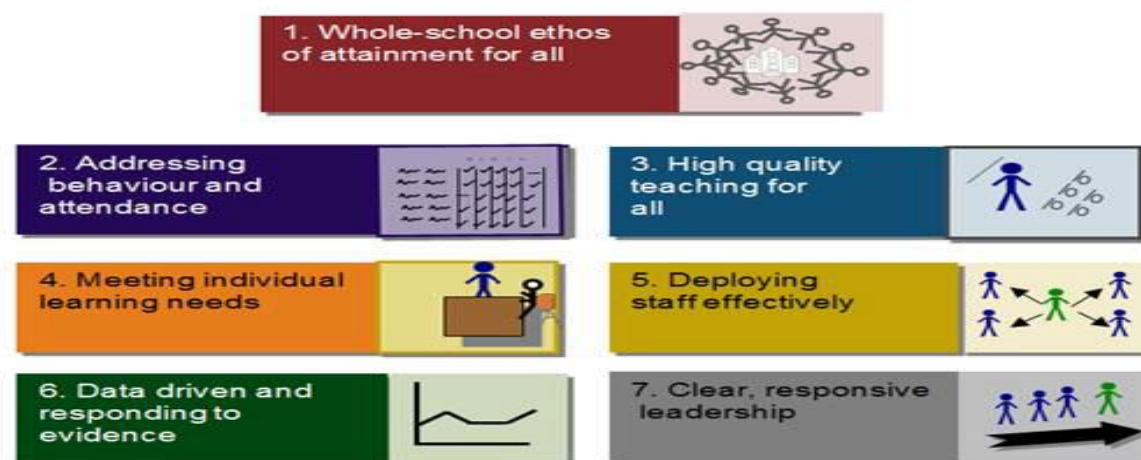 1. Whole-school ethos
of attainment for all
2. Addressing
behaviour and
attendance
3. High quality
teaching for
all
4. Meeting individual
learning needs
5. Deploying
staff effectively
6. Data driven and
responding to
evidence
7. Clear, responsive
leadership